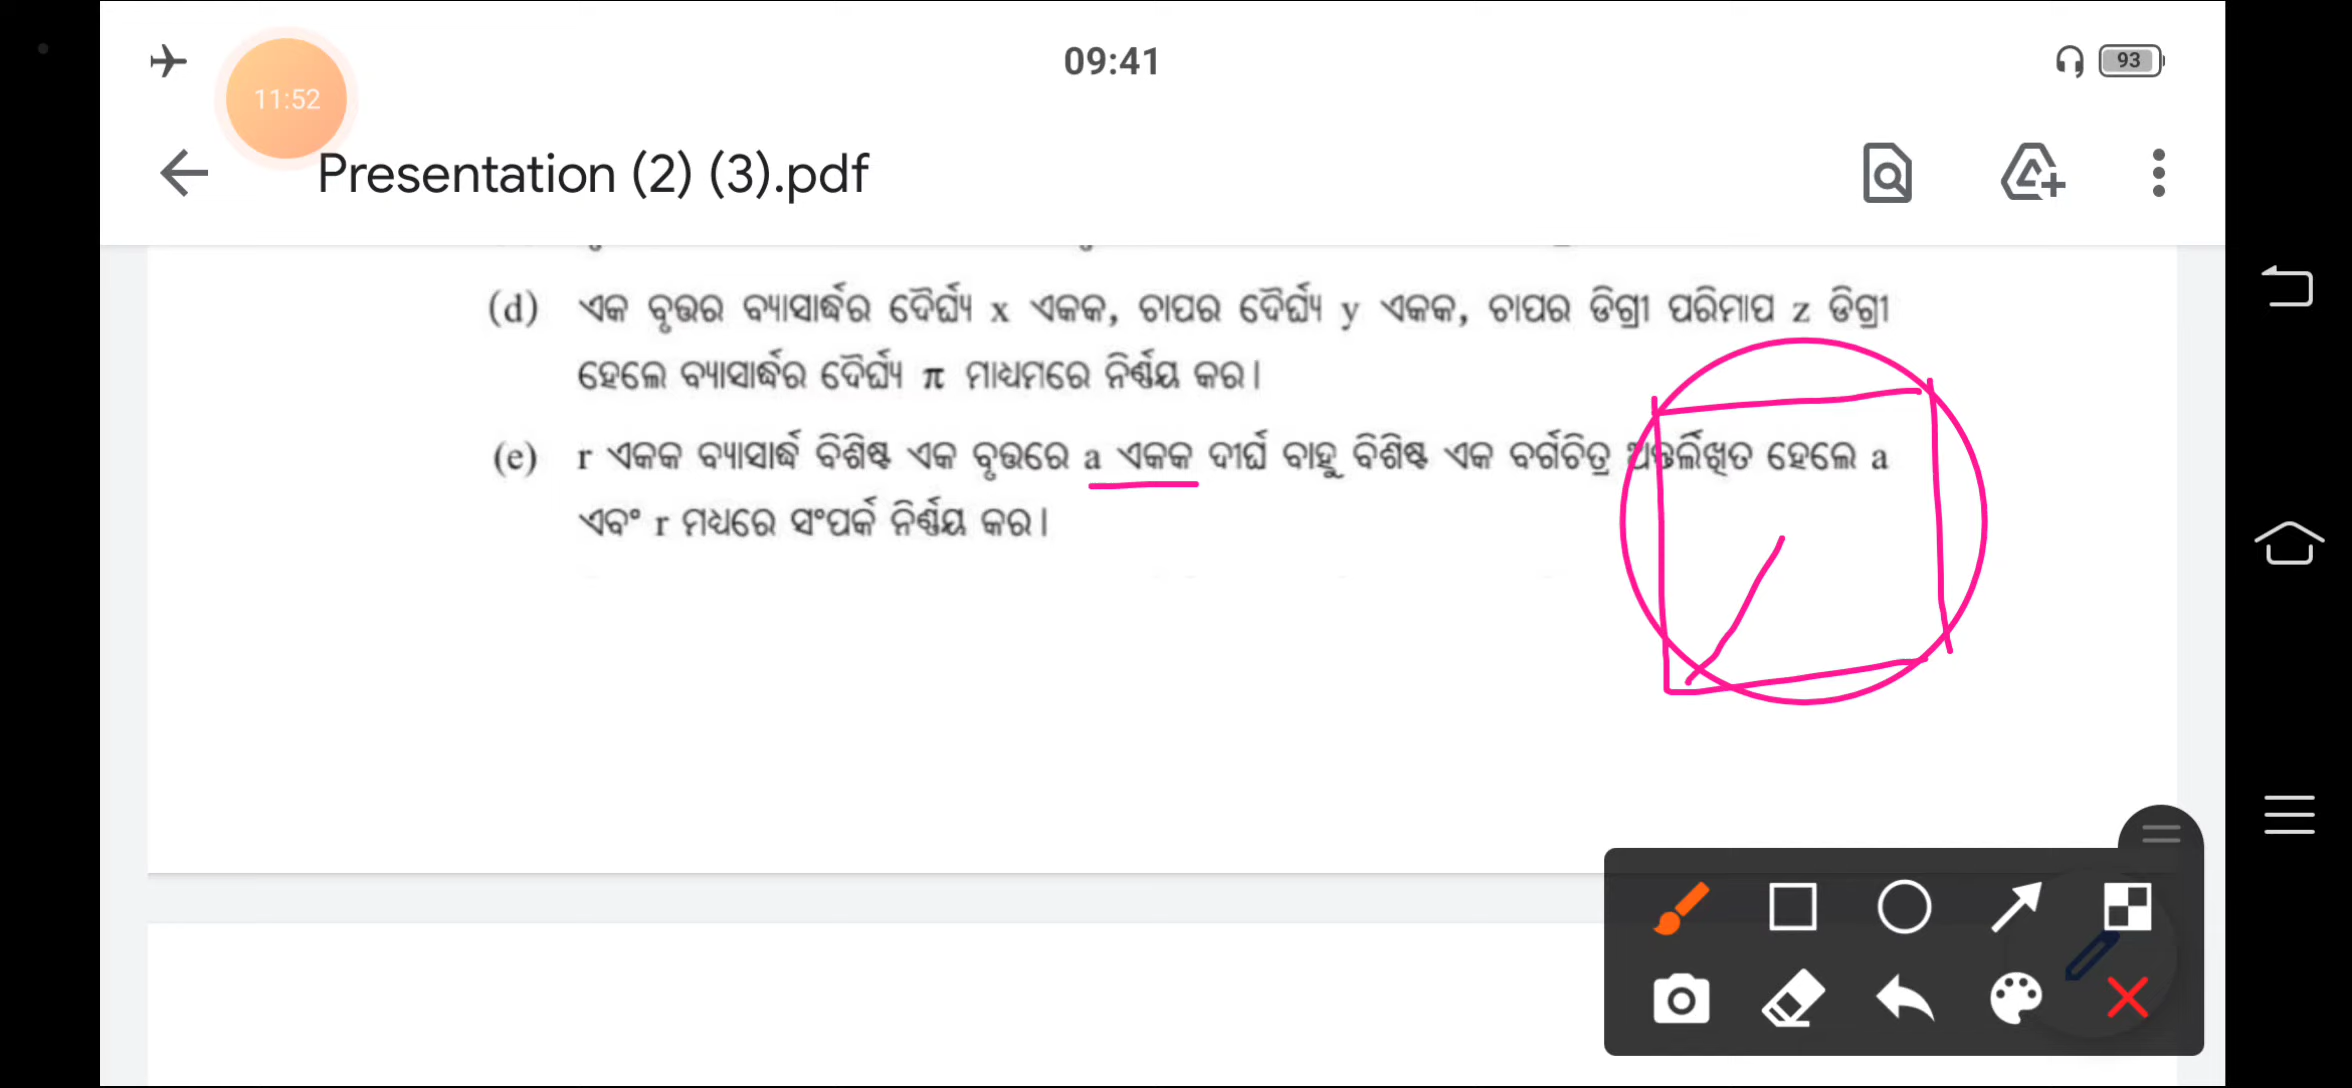 09:41
93
11:52
Presentation (2) (3).pdf
(d) ଏକ ବୃତ୍ତର ବ୍ୟାସାର୍ଦ୍ଧର ଦୈର୍ଘ୍ୟ x ଏକକ, ଚାପର ଦୈର୍ଘ୍ୟ y ଏକକ, ଚାପର ଡିଗ୍ରୀ ପରିମାପ z ଡିଗ୍ରୀ
ହେଲେ ବ୍ୟାସାର୍ଦ୍ଧର ଦୈର୍ଘ୍ୟ π ମାଧ୍ୟମରେ ନିର୍ଣ୍ଣୟ କର।
(e) r ଏକକ ବ୍ୟାସାର୍ଦ୍ଧ ବିଶିଷ୍ଟ ଏକ ବୃତ୍ତରେ a ଏକକ ଦୀର୍ଘ ବାହୁ ବିଶିଷ୍ଟ ଏକ ବର୍ଗଚିତ୍ର ଅନ୍ତର୍ଲିଖିତ ହେଲେ a
ଏବଂ r ମଧ୍ୟରେ ସଂପର୍କ ନିର୍ଣ୍ଣୟ କର।